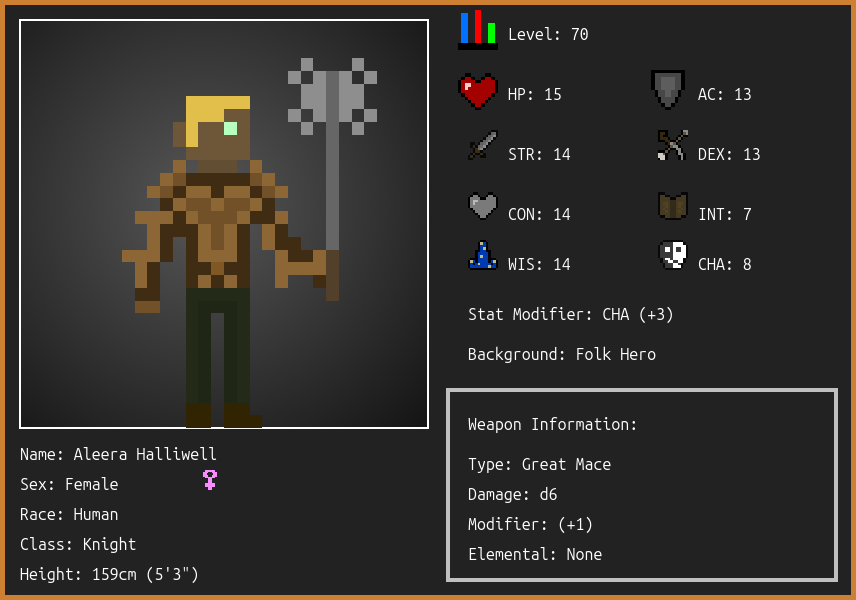 Level: 70
HP: 15
AC: 13
STR: 14
DEX: 13
CON: 14
INT: 7
WIS: 14
CHA: 8
Stat Modifier: CHA (+3)
Background: Folk Hero
Weapon Information:
Type: Great Mace
Damage: d6
Modifier: (+1)
Elemental: None
Name: Aleera Halliwell
Sex: Female
Race: Human
Class: Knight
Height: 159cm (5'3")